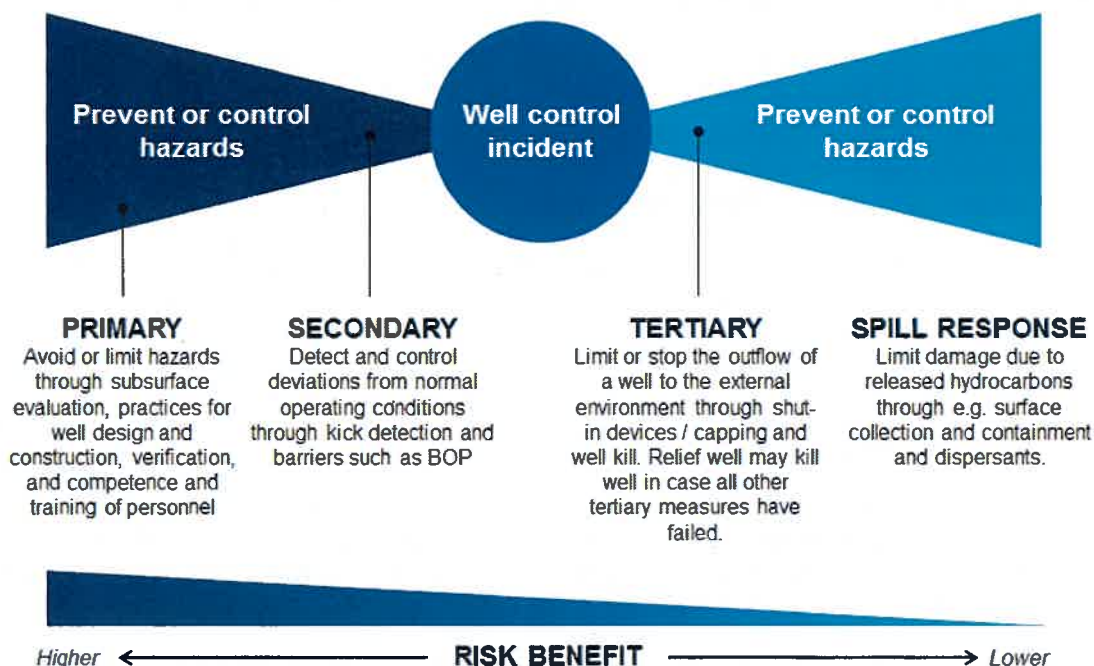 Prevent or control
hazards
Well control
incident
Prevent or control
hazards
PRIMARY
Avoid or limit hazards
through subsurface
evaluation, practices for
well design and
construction, verification,
and competence and
training of personnel
SECONDARY
Detect and control
deviations from normal
operating conditions
through kick detection and
barriers such as BOP
TERTIARY
Limit or stop the outflow of
a well to the external
environment through shut-
in devices / capping and
well kill. Relief well may kill
well in case all other
tertiary measures have
failed.
SPILL RESPONSE
Limit damage due to
released hydrocarbons
through e.g. surface
collection and containment
and dispersants.
Higher
RISK BENEFIT
Lower